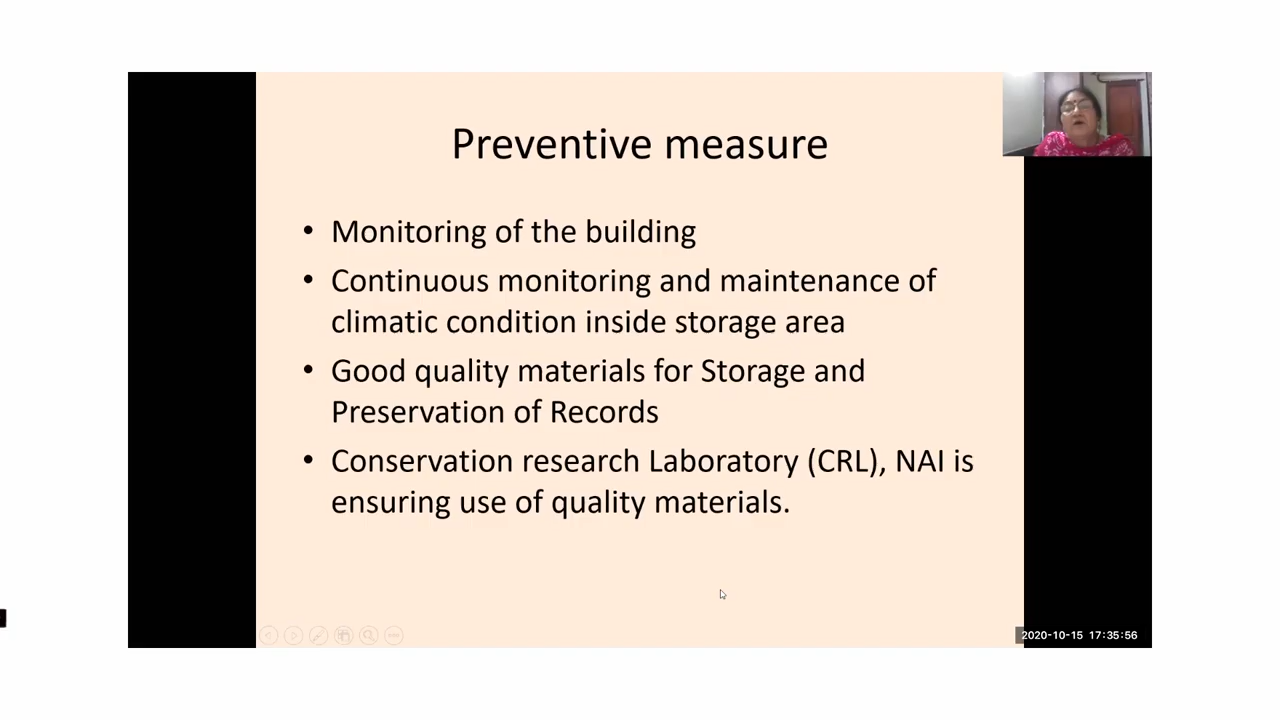 Preventive measure
• Monitoring of the building
• Continuous monitoring and maintenance of
climatic condition inside storage area
• Good quality materials for Storage and
Preservation of Records
• Conservation research Laboratory (CRL), NAI is
ensuring use of quality materials.
2020-10-15 17:35:56